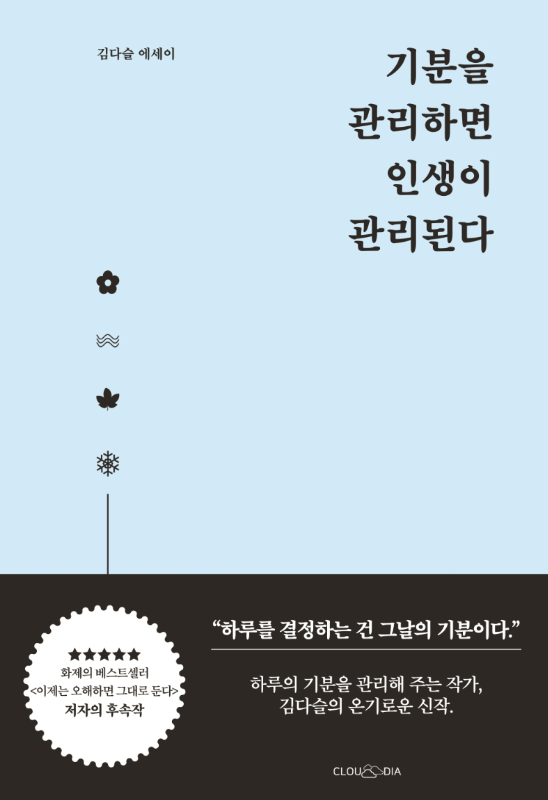 김다슬 에세이
기분을
관리하면
인생이
관리된다
“하루를 결정하는 건 그날의 기분이다.”
하루의 기분을 관리해 주는 작가,
김다슬의 온기로운 신작.
화제의 베스트셀러
<이제는 오해하면 그대로 둔다>
저자의 후속작
CLOUDIA